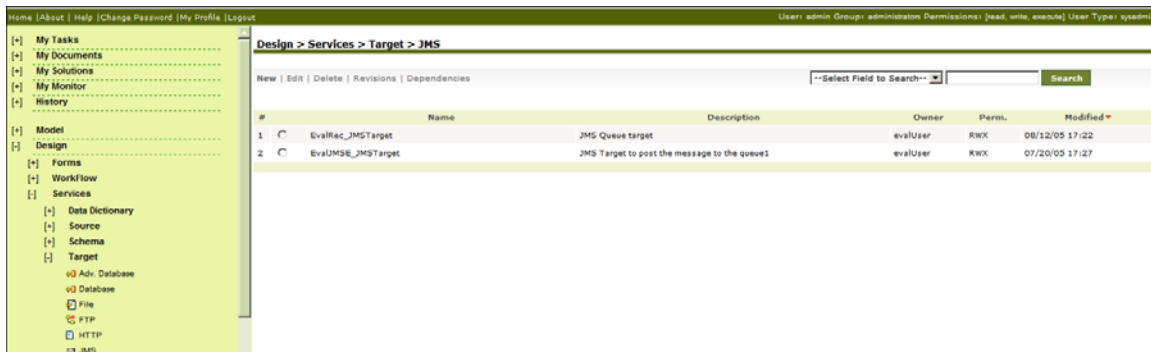 Home |About | Help |Change Password |My Profile |Logout
User: admin Group: administrators Permissions: [read, write, execute] User Type: sysadmi
[+] My Tasks
[+] My Documents
[+] My Solutions
[+] My Monitor
[+] History
[+] Model
[-] Design
[+] Forms
[+] WorkFlow
[-] Services
[+] Data Dictionary
[+] Source
[+] Schema
[-] Target
Adv. Database
Database
File
FTP
HTTP
JMS
Design > Services > Target > JMS
New | Edit | Delete | Revisions | Dependencies
--Select Field to Search-- Search
# Name Description Owner Perm. Modified
1 EvalRec_JMSTarget JMS Queue target evalUser RWX 08/12/05 17:22
2 EvalJMSE_JMSTarget JMS Target to post the message to the queue1 evalUser RWX 07/20/05 17:27